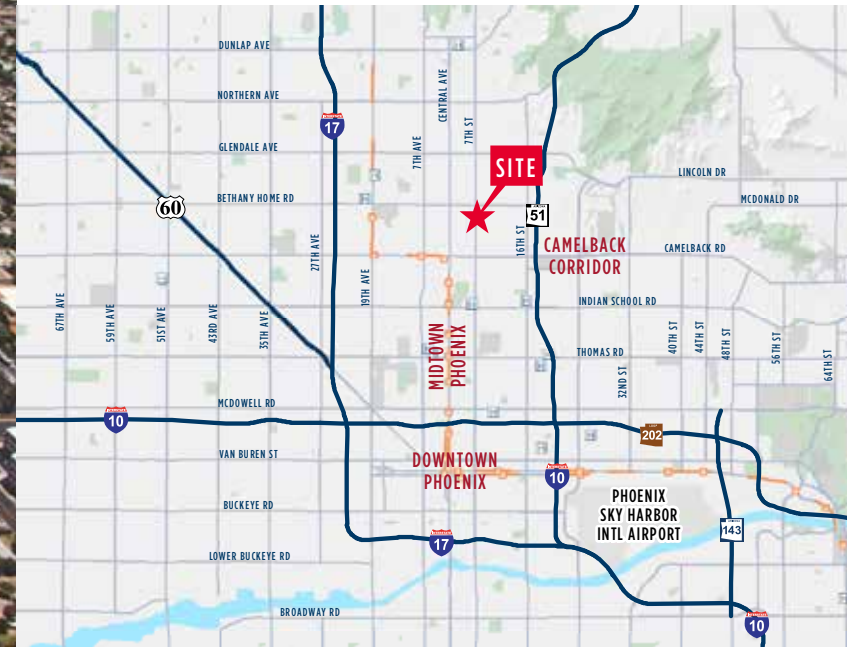 DUNLAP AVE
NORTHERN AVE
CENTRAL AVE
7TH ST
17
GLENDALE AVE
7TH AVE
SITE
LINCOLN DR
BETHANY HOME RD
MCDONALD DR
60
51
27TH AVE
16TH ST
CAMELBACK
CORRIDOR
CAMELBACK RD
19TH AVE
67TH AVE
59TH AVE
51ST AVE
43RD AVE
35TH AVE
INDIAN SCHOOL RD
MIDTOWN
PHOENIX
THOMAS RD
32ND ST
40TH ST
44TH ST
48TH ST
56TH ST
64TH ST
MCDOWELL RD
10
202
VAN BUREN ST
DOWNTOWN
PHOENIX
10
BUCKEYE RD
PHOENIX
SKY HARBOR
INTL AIRPORT
143
17
LOWER BUCKEYE RD
BROADWAY RD
10